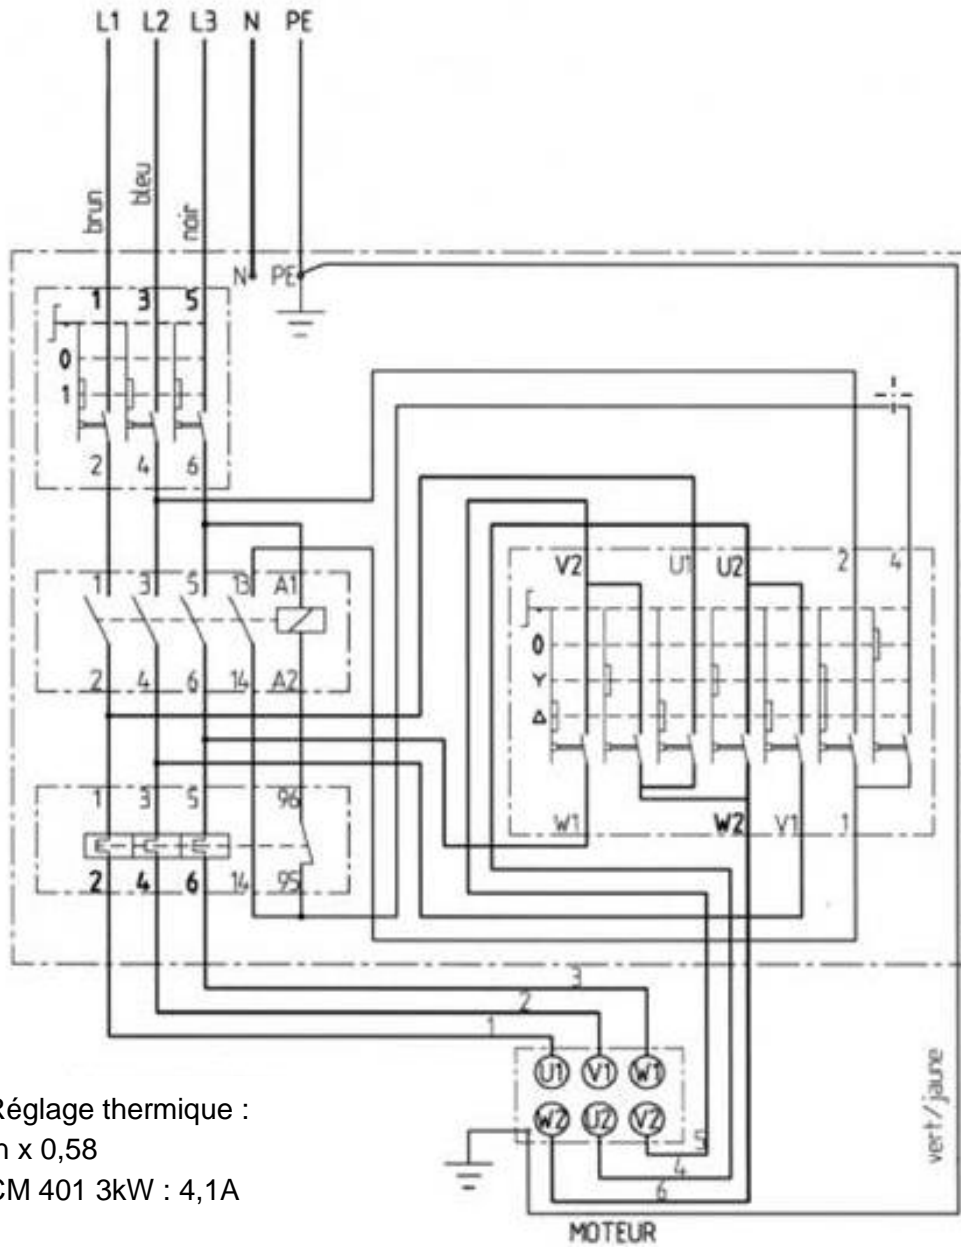 L1 L2 L3 N PE
brun
bleu
noir
N PE
1 3 5
0
1
2 4 6
1 3 5 13 A1
2 4 6 14 A2
V2 U1 U2 2 4
0
Y
Δ
W1 W2 V1 1
1 3 5 96
2 4 6 14 95
3
2
1
U1 V1 W1
W2 U2 V2
5
4
6
vert/jaune
MOTEUR
Réglage thermique :
n x 0,58
CM 401 3kW : 4,1A